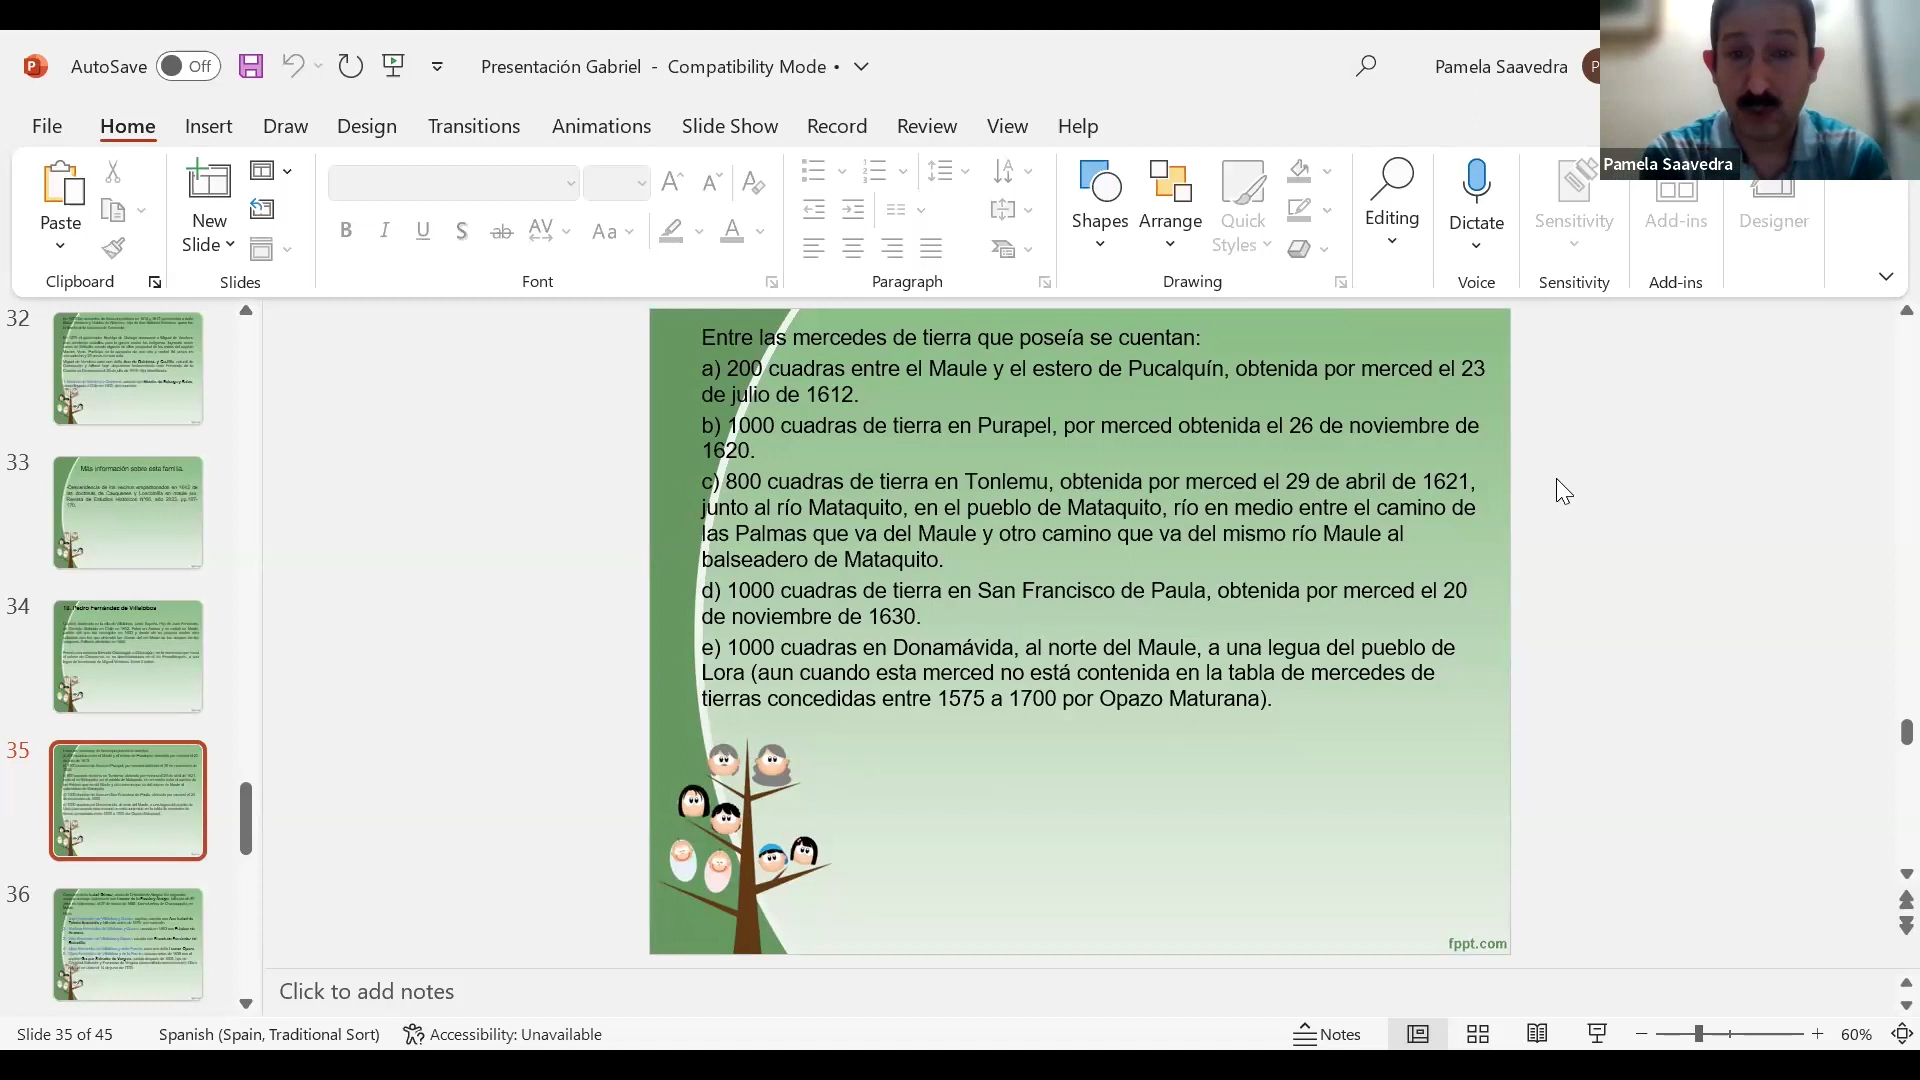 AutoSave Off Presentación Gabriel - Compatibility Mode • Pamela Saavedra P
Pamela Saavedra
File Home Insert Draw Design Transitions Animations Slide Show Record Review View Help
Paste
New
Slide
Shapes
Arrange
Quick
Styles
Editing
Dictate
Sensitivity
Add-ins
Designer
Clipboard Slides Font Paragraph Drawing Voice Sensitivity Add-ins
32
33
Más información sobre esta familia.
34
18. Pedro Fernández de Villalobos
35
36
Entre las mercedes de tierra que poseía se cuentan:
a) 200 cuadras entre el Maule y el estero de Pucalquín, obtenida por merced el 23
de julio de 1612.
b) 1000 cuadras de tierra en Purapel, por merced obtenida el 26 de noviembre de
1620.
c) 800 cuadras de tierra en Tonlemu, obtenida por merced el 29 de abril de 1621,
junto al río Mataquito, en el pueblo de Mataquito, río en medio entre el camino de
las Palmas que va del Maule y otro camino que va del mismo río Maule al
balseadero de Mataquito.
d) 1000 cuadras de tierra en San Francisco de Paula, obtenida por merced el 20
de noviembre de 1630.
e) 1000 cuadras en Donamávida, al norte del Maule, a una legua del pueblo de
Lora (aun cuando esta merced no está contenida en la tabla de mercedes de
tierras concedidas entre 1575 a 1700 por Opazo Maturana).
fppt.com
Click to add notes
Slide 35 of 45 Spanish (Spain, Traditional Sort) Accessibility: Unavailable Notes 60%